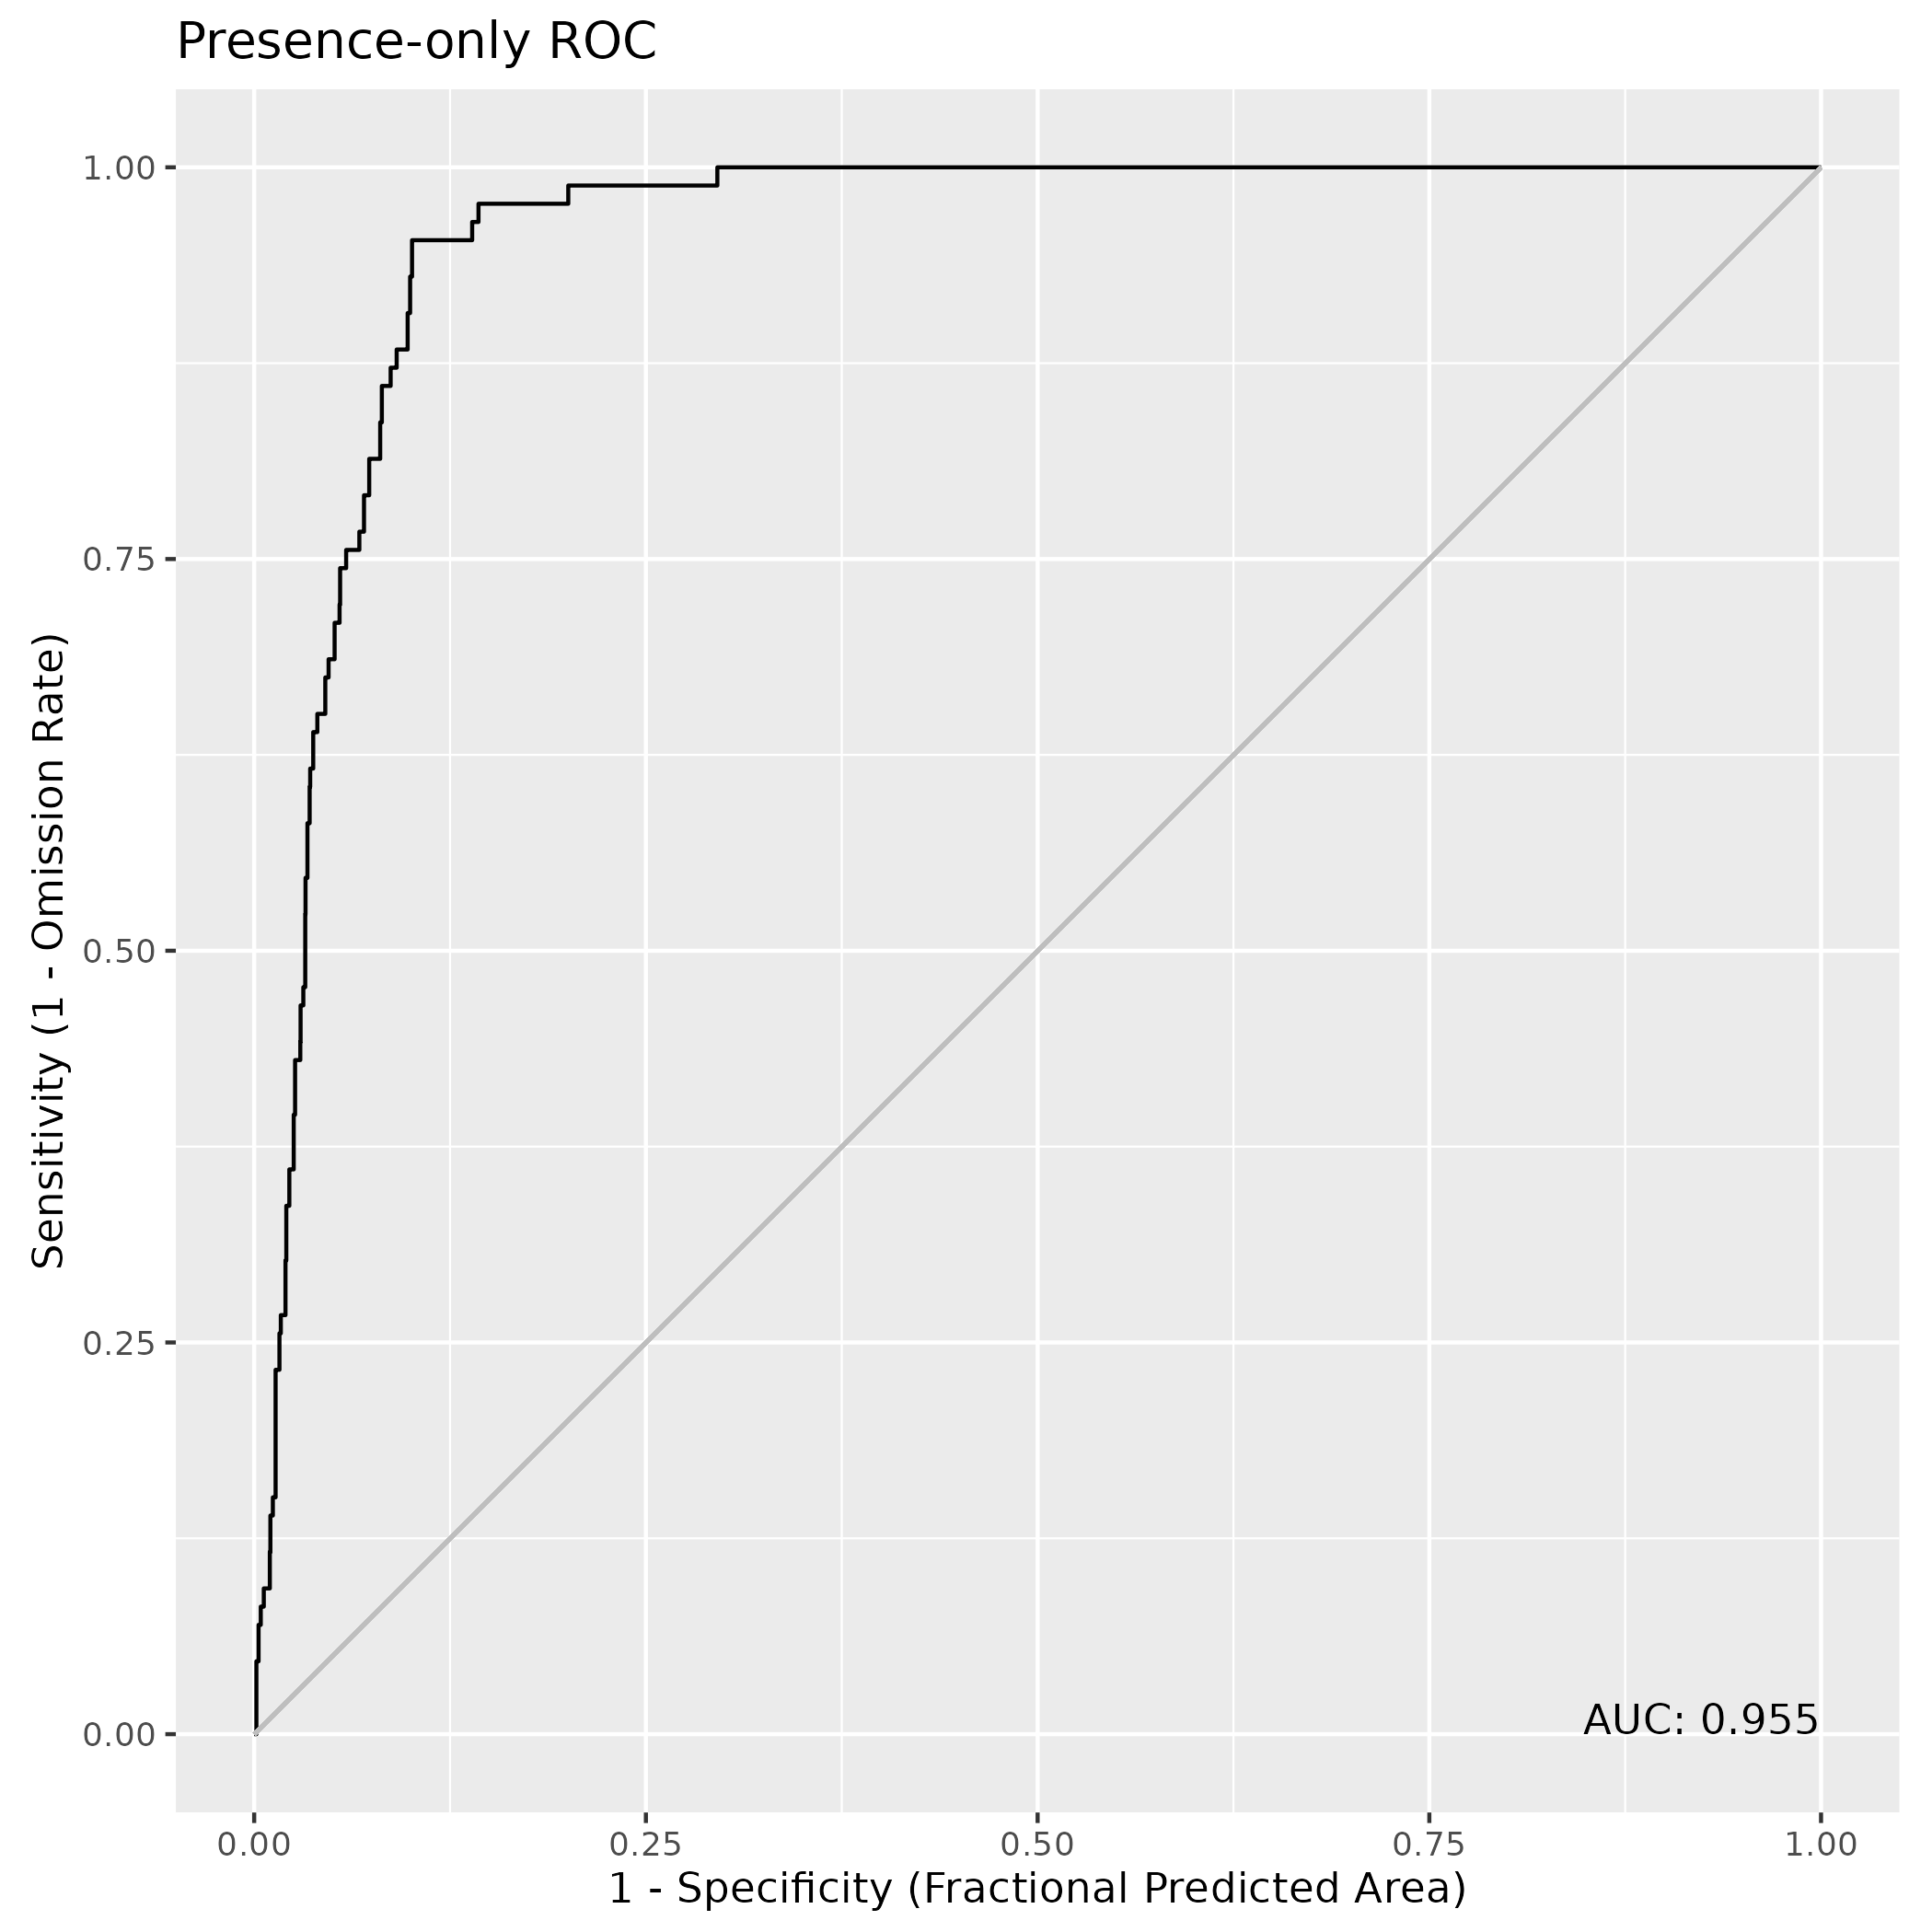 Presence-only ROC
Sensitivity (1 - Omission Rate)
1.00
0.75
0.50
0.25
0.00
AUC: 0.955
0.00 0.25 0.50 0.75 1.00
1 - Specificity (Fractional Predicted Area)